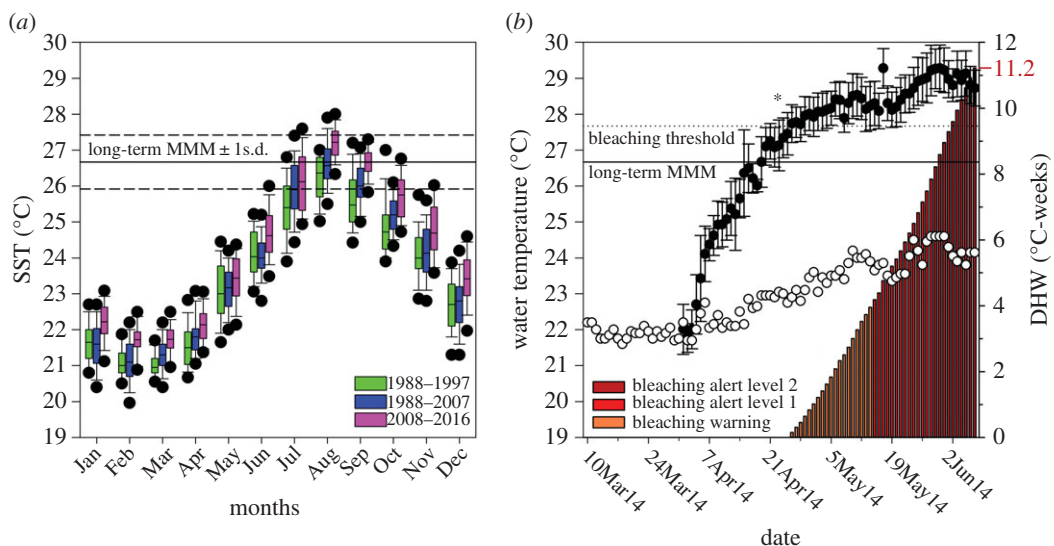 (a)
30
29
28
27
26
25
24
23
22
21
20
19
SST (°C)
long-term MMM ± 1s.d.
1988–1997
1988–2007
2008–2016
Jan
Feb
Mar
Apr
May
Jun
Jul
Aug
Sep
Oct
Nov
Dec
months
(b)
30
29
28
27
26
25
24
23
22
21
20
19
water temperature (°C)
*
bleaching threshold
long-term MMM
bleaching alert level 2
bleaching alert level 1
bleaching warning
12
11.2
10
8
6
4
2
0
DHW (°C-weeks)
10Mar14
24Mar14
7Apr14
21Apr14
5May14
19May14
2Jun14
date